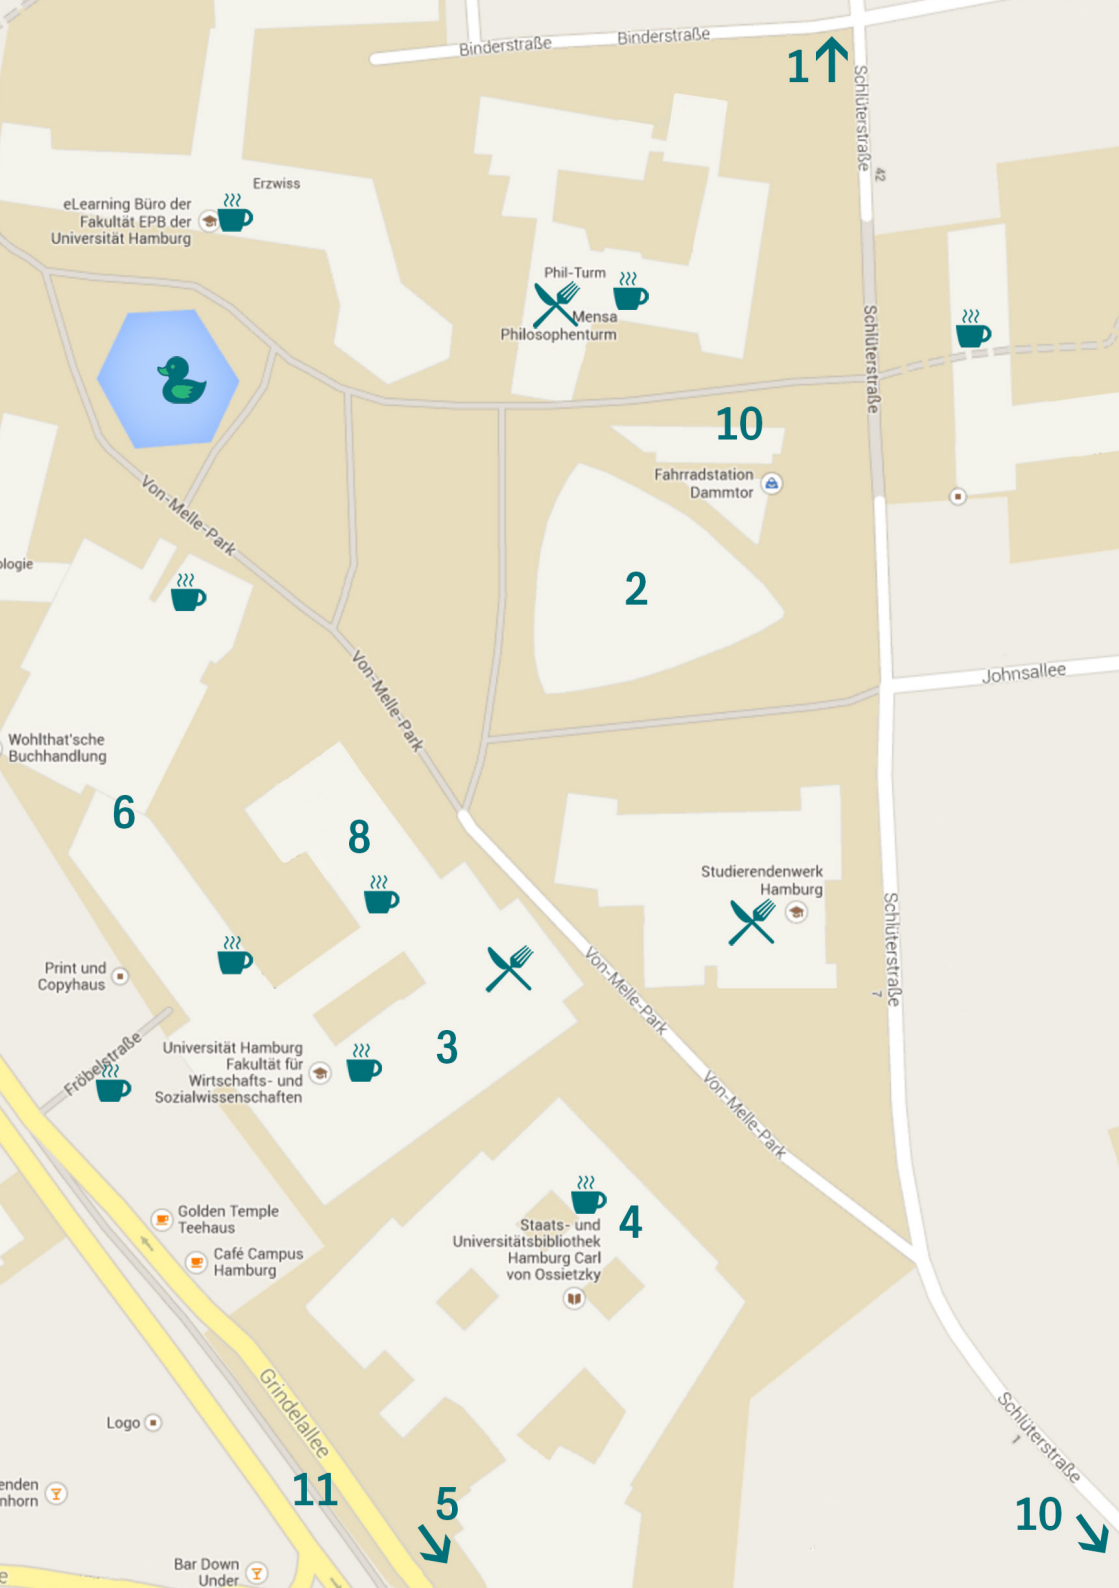 Binderstraße
Binderstraße
1
Schlüterstraße
42
Erzwiss
eLearning Büro der
Fakultät EPB der
Universität Hamburg
Phil-Turm
Mensa
Philosophenturm
Schlüterstraße
10
Fahrradstation
Dammtor
Von-Melle-Park
ologie
2
Von-Melle-Park
Johnsallee
Wohlthat'sche
Buchhandlung
6
8
Studierendenwerk
Hamburg
Schlüterstraße
7
Print und
Copyhaus
Von-Melle-Park
3
Fröbelstraße
Universität Hamburg
Fakultät für
Wirtschafts- und
Sozialwissenschaften
Von-Melle-Park
Golden Temple
Teehaus
Café Campus
Hamburg
4
Staats- und
Universitätsbibliothek
Hamburg Carl
von Ossietzky
Grindelallee
Logo
Schlüterstraße
1
enden
nhorn
11
5
10
Bar Down
Under
e